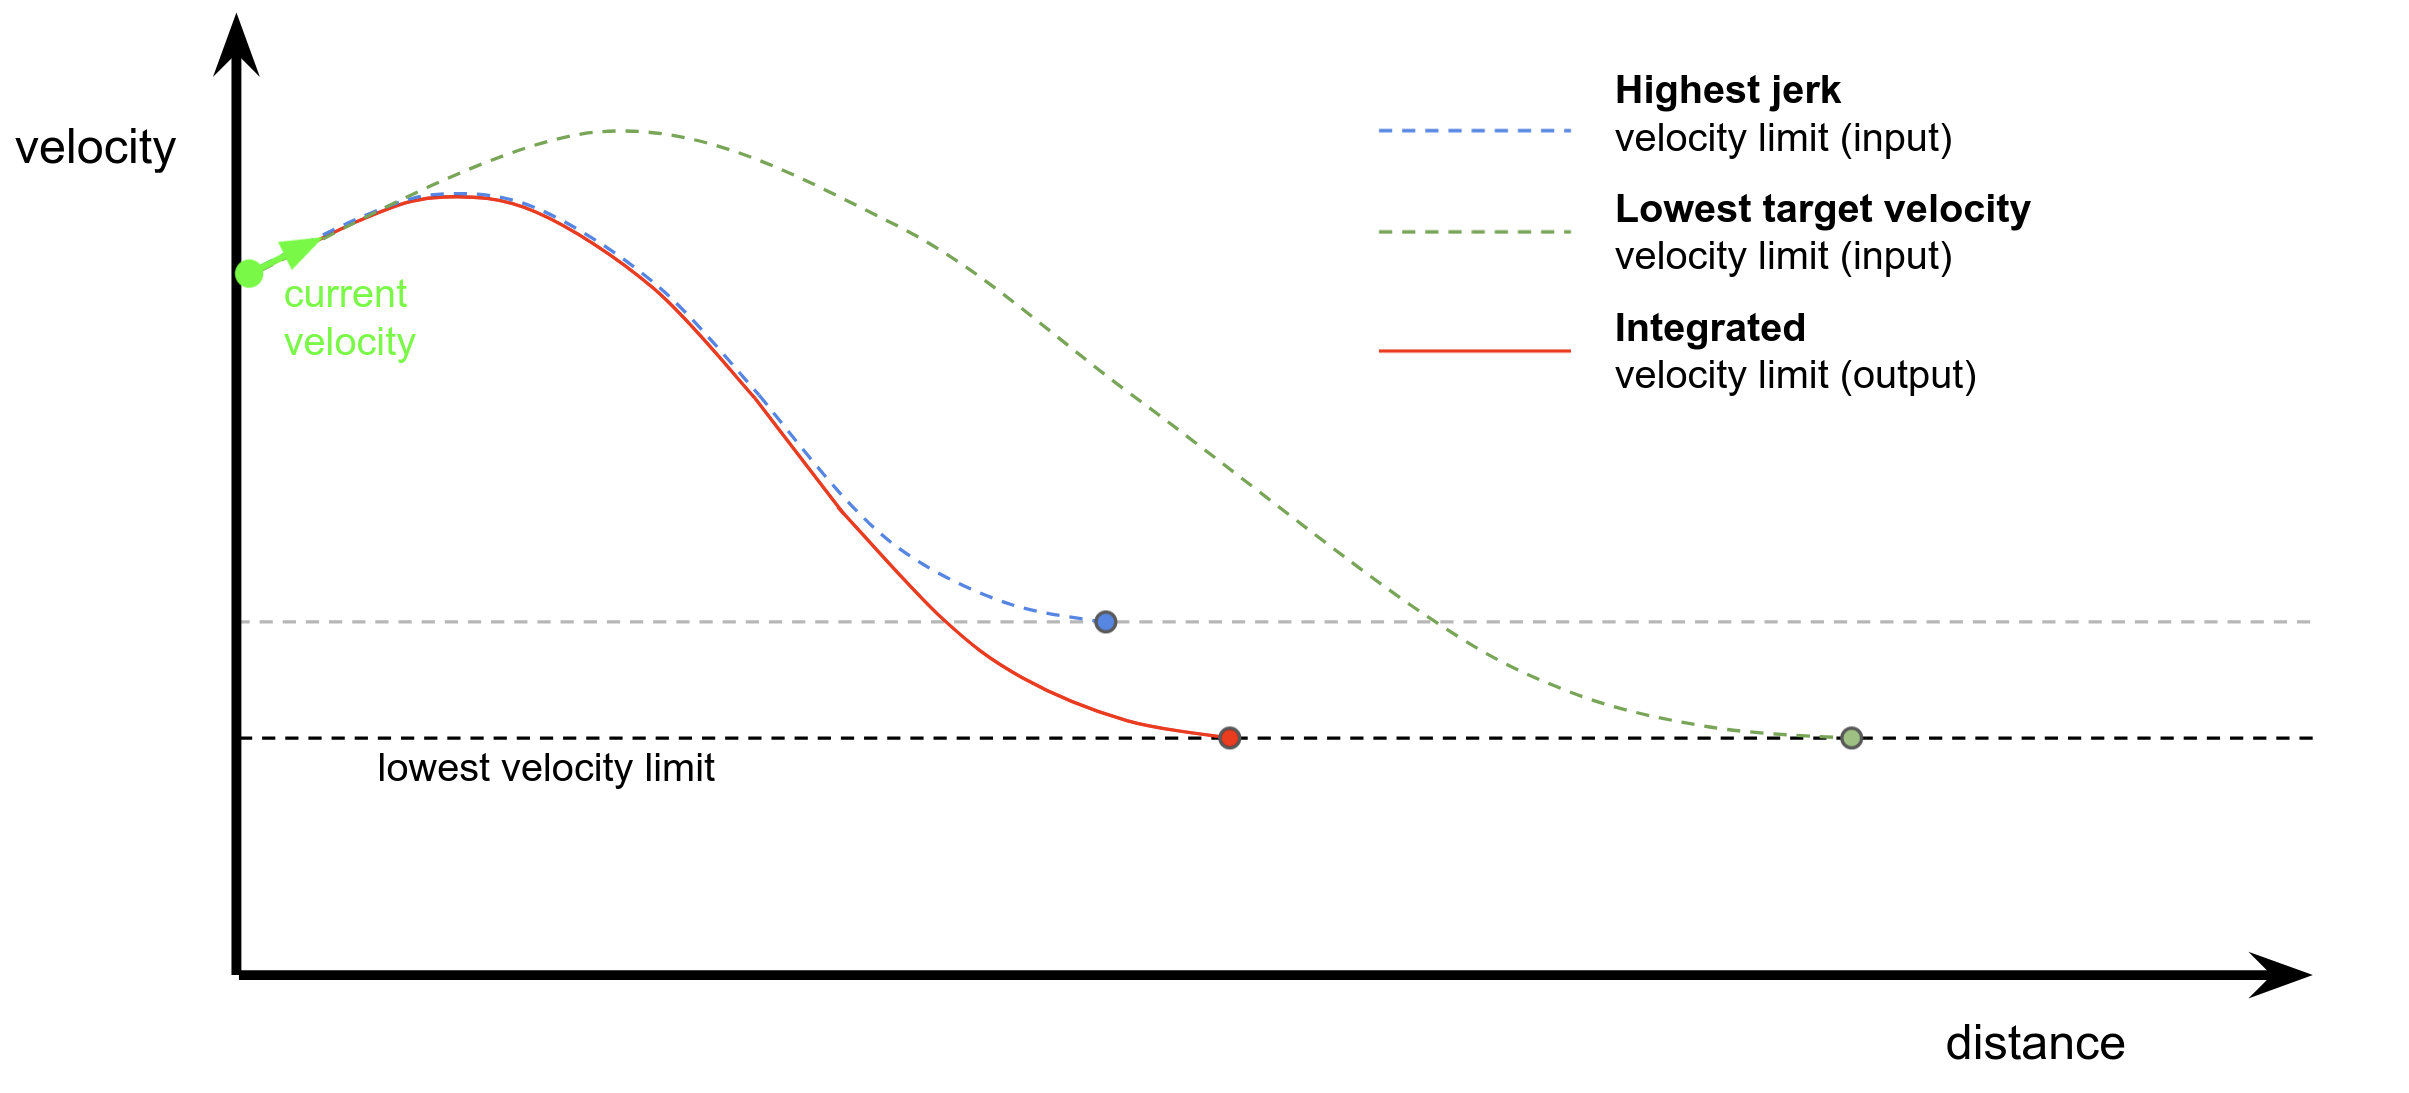 velocity
Highest jerk
velocity limit (input)
Lowest target velocity
velocity limit (input)
Integrated
velocity limit (output)
current
velocity
lowest velocity limit
distance